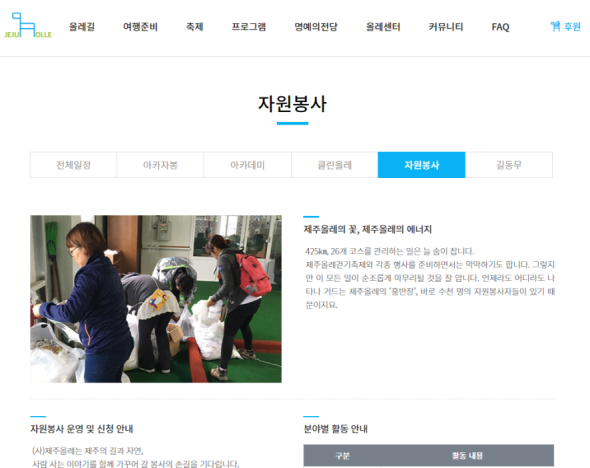 JEJU OLLE
올레길 여행준비 축제 프로그램 명예의전당 올레센터 커뮤니티 FAQ 후원
자원봉사
전체일정 아카자봉 아카데미 클린올레 자원봉사 길동무
제주올레의 꽃, 제주올레의 에너지
425km, 26개 코스를 관리하는 일은 늘 숨이 찹니다.
제주올레걷기축제와 각종 행사를 준비하면서는 막막하기도 합니다. 그렇지
만 이 모든 일이 순조롭게 마무리될 것을 잘 압니다. 언제라도 어디라도 나
타나 거드는 제주올레의 '홍반장', 바로 수천 명의 자원봉사자들이 있기 때
문이지요.
자원봉사 운영 및 신청 안내
(사)제주올레는 제주의 길과 자연,
사람 사는 이야기를 함께 가꾸어 갈 봉사의 손길을 기다립니다.
분야별 활동 안내
구분 활동 내용